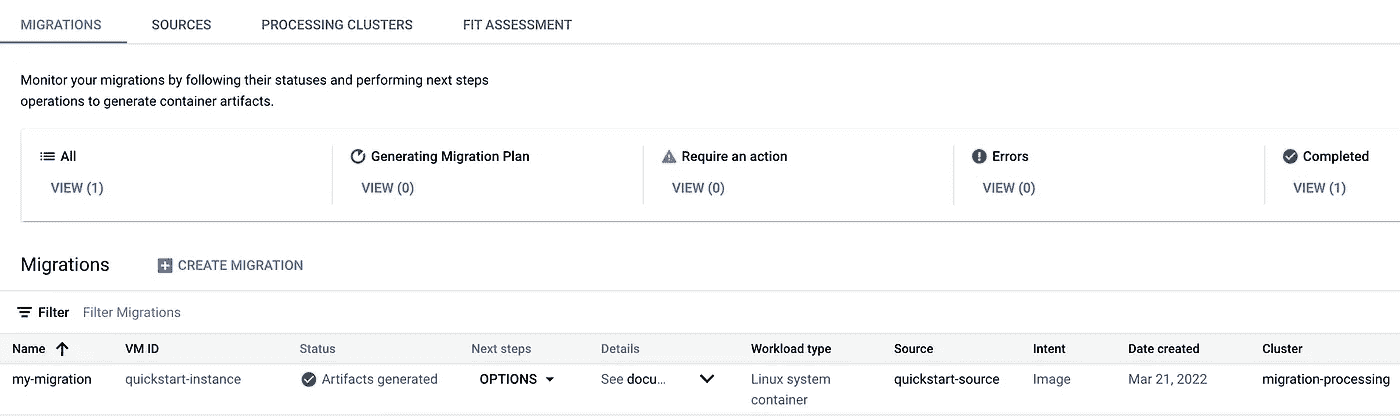 MIGRATIONS SOURCES PROCESSING CLUSTERS FIT ASSESSMENT
Monitor your migrations by following their statuses and performing next steps
operations to generate container artifacts.
All Generating Migration Plan Require an action Errors Completed
VIEW (1) VIEW (0) VIEW (0) VIEW (0) VIEW (1)
Migrations CREATE MIGRATION
Filter Filter Migrations
Name VM ID Status Next steps Details Workload type Source Intent Date created Cluster
my-migration quickstart-instance Artifacts generated OPTIONS See docu... Linux system quickstart-source Image Mar 21, 2022 migration-processing
container